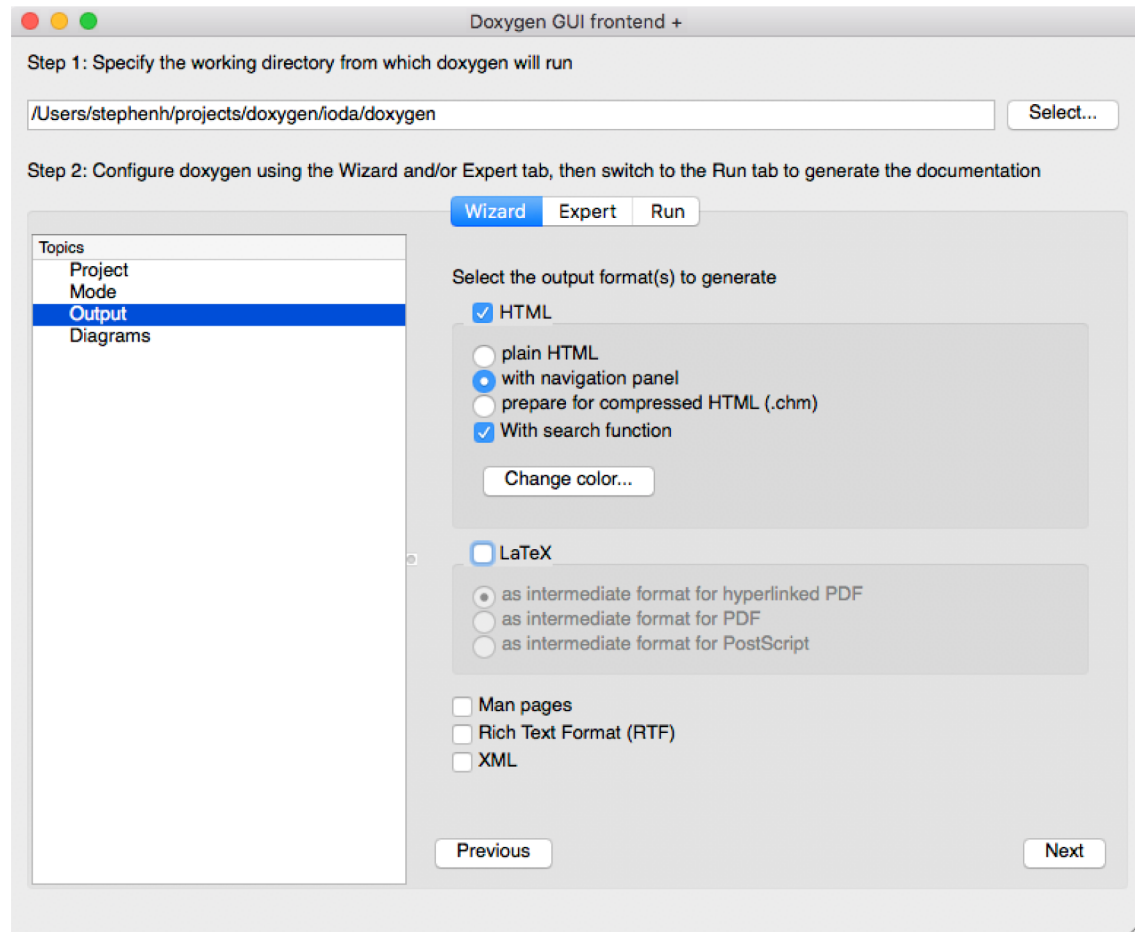 Doxygen GUI frontend +
Step 1: Specify the working directory from which doxygen will run
/Users/stephenh/projects/doxygen/ioda/doxygen
Select...
Step 2: Configure doxygen using the Wizard and/or Expert tab, then switch to the Run tab to generate the documentation
Wizard Expert Run
Topics
Project
Mode
Output
Diagrams
Select the output format(s) to generate
HTML
plain HTML
with navigation panel
prepare for compressed HTML (.chm)
With search function
Change color...
LaTeX
as intermediate format for hyperlinked PDF
as intermediate format for PDF
as intermediate format for PostScript
Man pages
Rich Text Format (RTF)
XML
Previous
Next